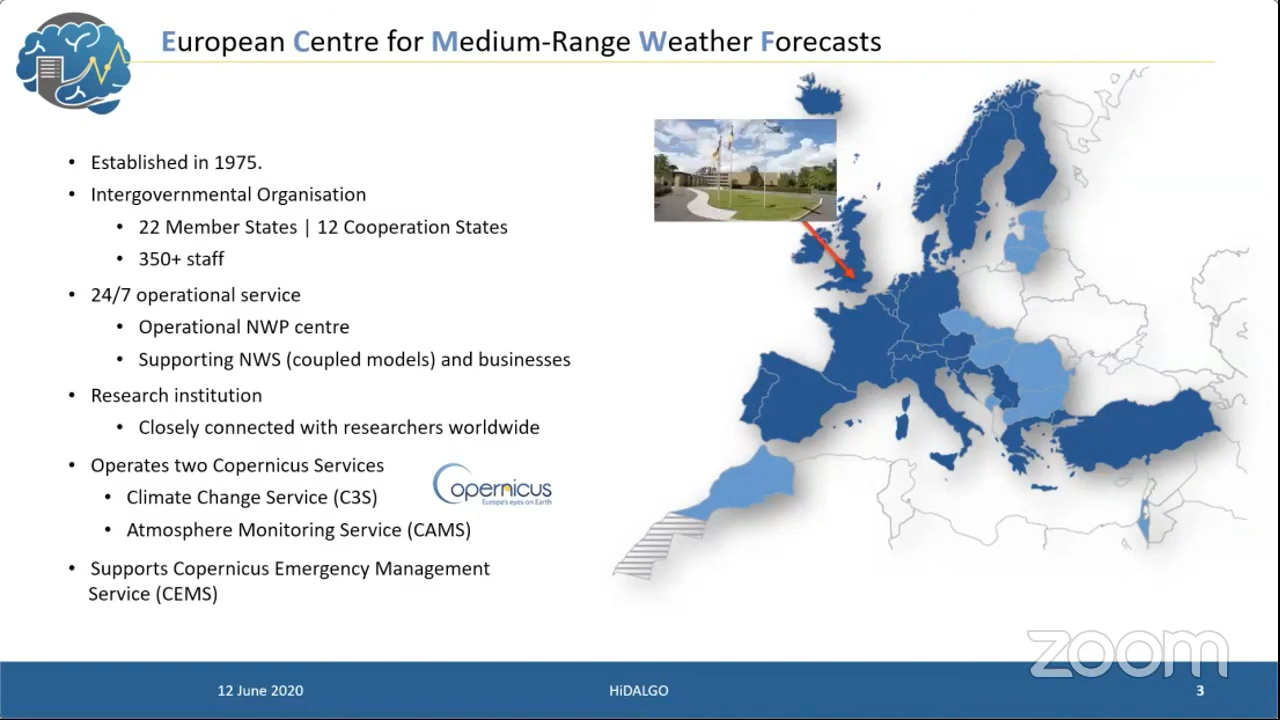 European Centre for Medium-Range Weather Forecasts
• Established in 1975.
• Intergovernmental Organisation
• 22 Member States | 12 Cooperation States
• 350+ staff
• 24/7 operational service
• Operational NWP centre
• Supporting NWS (coupled models) and businesses
• Research institution
• Closely connected with researchers worldwide
• Operates two Copernicus Services
• Climate Change Service (C3S)
• Atmosphere Monitoring Service (CAMS)
opernicus
Europe's eyes on Earth
• Supports Copernicus Emergency Management
Service (CEMS)
zoom
12 June 2020
HiDALGO
3